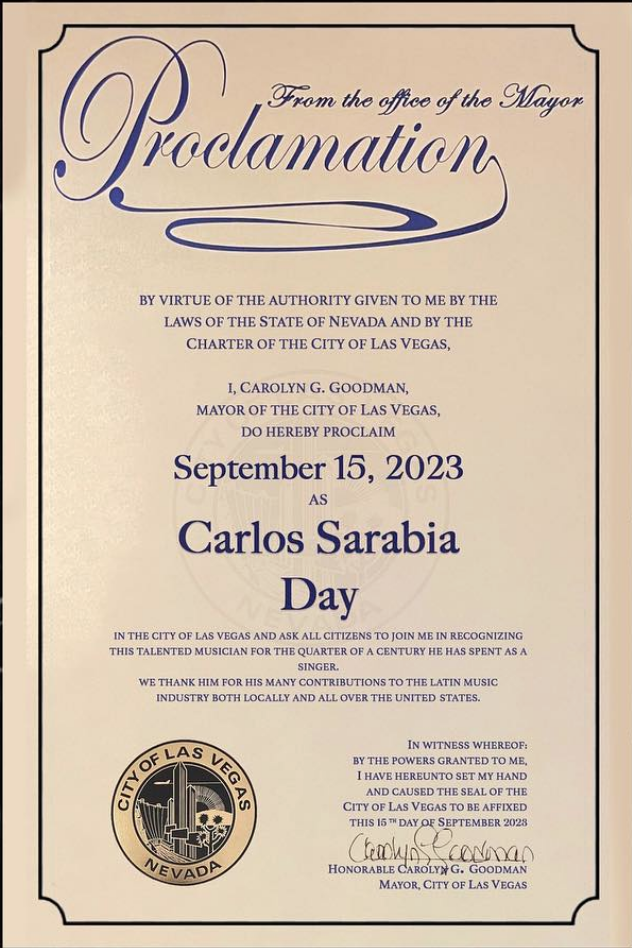 From the office of the Mayor
Proclamation
BY VIRTUE OF THE AUTHORITY GIVEN TO ME BY THE
LAWS OF THE STATE OF NEVADA AND BY THE
CHARTER OF THE CITY OF LAS VEGAS,
I, CAROLYN G. GOODMAN,
MAYOR OF THE CITY OF LAS VEGAS,
DO HEREBY PROCLAIM
September 15, 2023
AS
Carlos Sarabia
Day
IN THE CITY OF LAS VEGAS AND ASK ALL CITIZENS TO JOIN ME IN RECOGNIZING
THIS TALENTED MUSICIAN FOR THE QUARTER OF A CENTURY HE HAS SPENT AS A
SINGER.
WE THANK HIM FOR HIS MANY CONTRIBUTIONS TO THE LATIN MUSIC
INDUSTRY BOTH LOCALLY AND ALL OVER THE UNITED STATES.
CITY OF LAS VEGAS
NEVADA
IN WITNESS WHEREOF:
BY THE POWERS GRANTED TO ME,
I HAVE HEREUNTO SET MY HAND
AND CAUSED THE SEAL OF THE
CITY OF LAS VEGAS TO BE AFFIXED
THIS 15 TH DAY OF SEPTEMBER 2023
Carolyn G. Goodman
HONORABLE CAROLYN G. GOODMAN
MAYOR, CITY OF LAS VEGAS